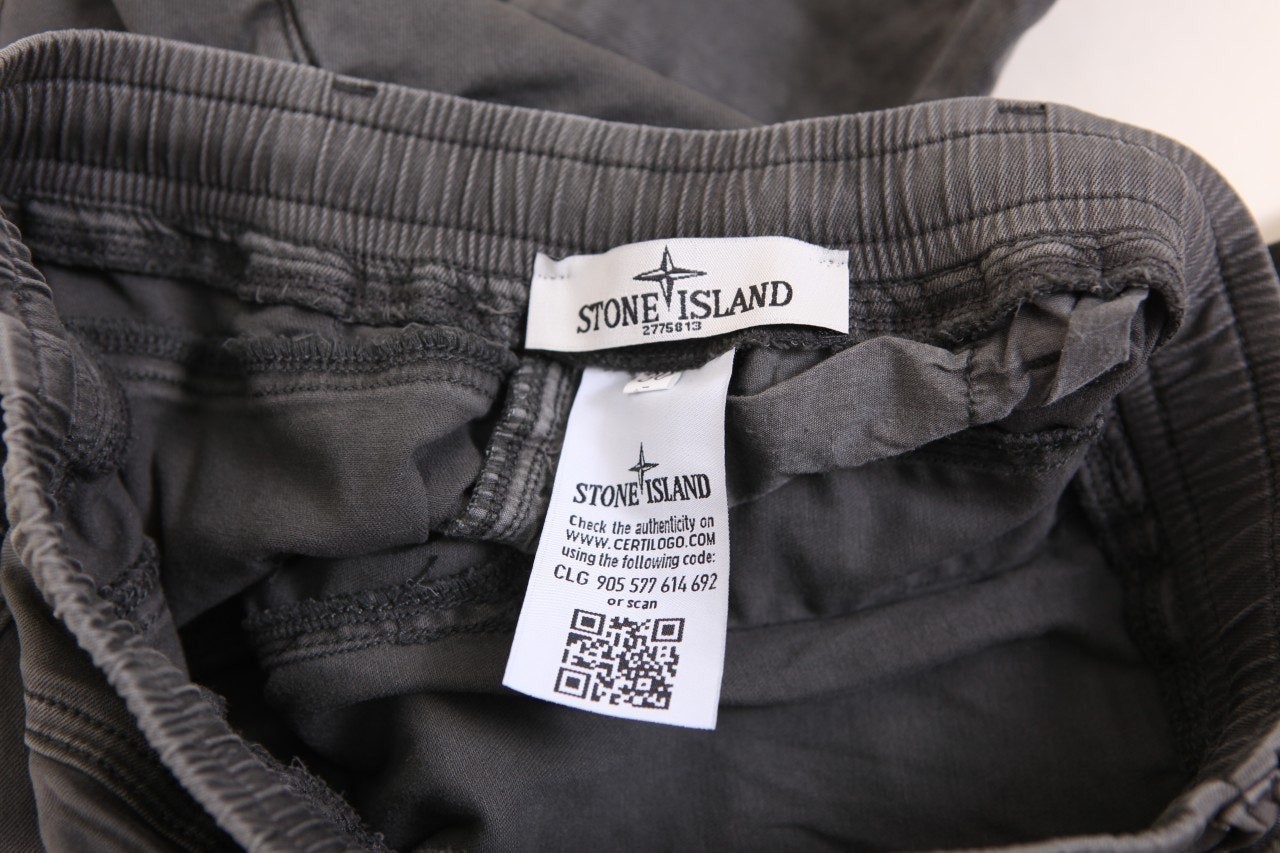 STONE ISLAND
2775813
STONE ISLAND
Check the authenticity on
WWW.CERTILOGO.COM
using the following code:
CLG 905 577 614 692
or scan